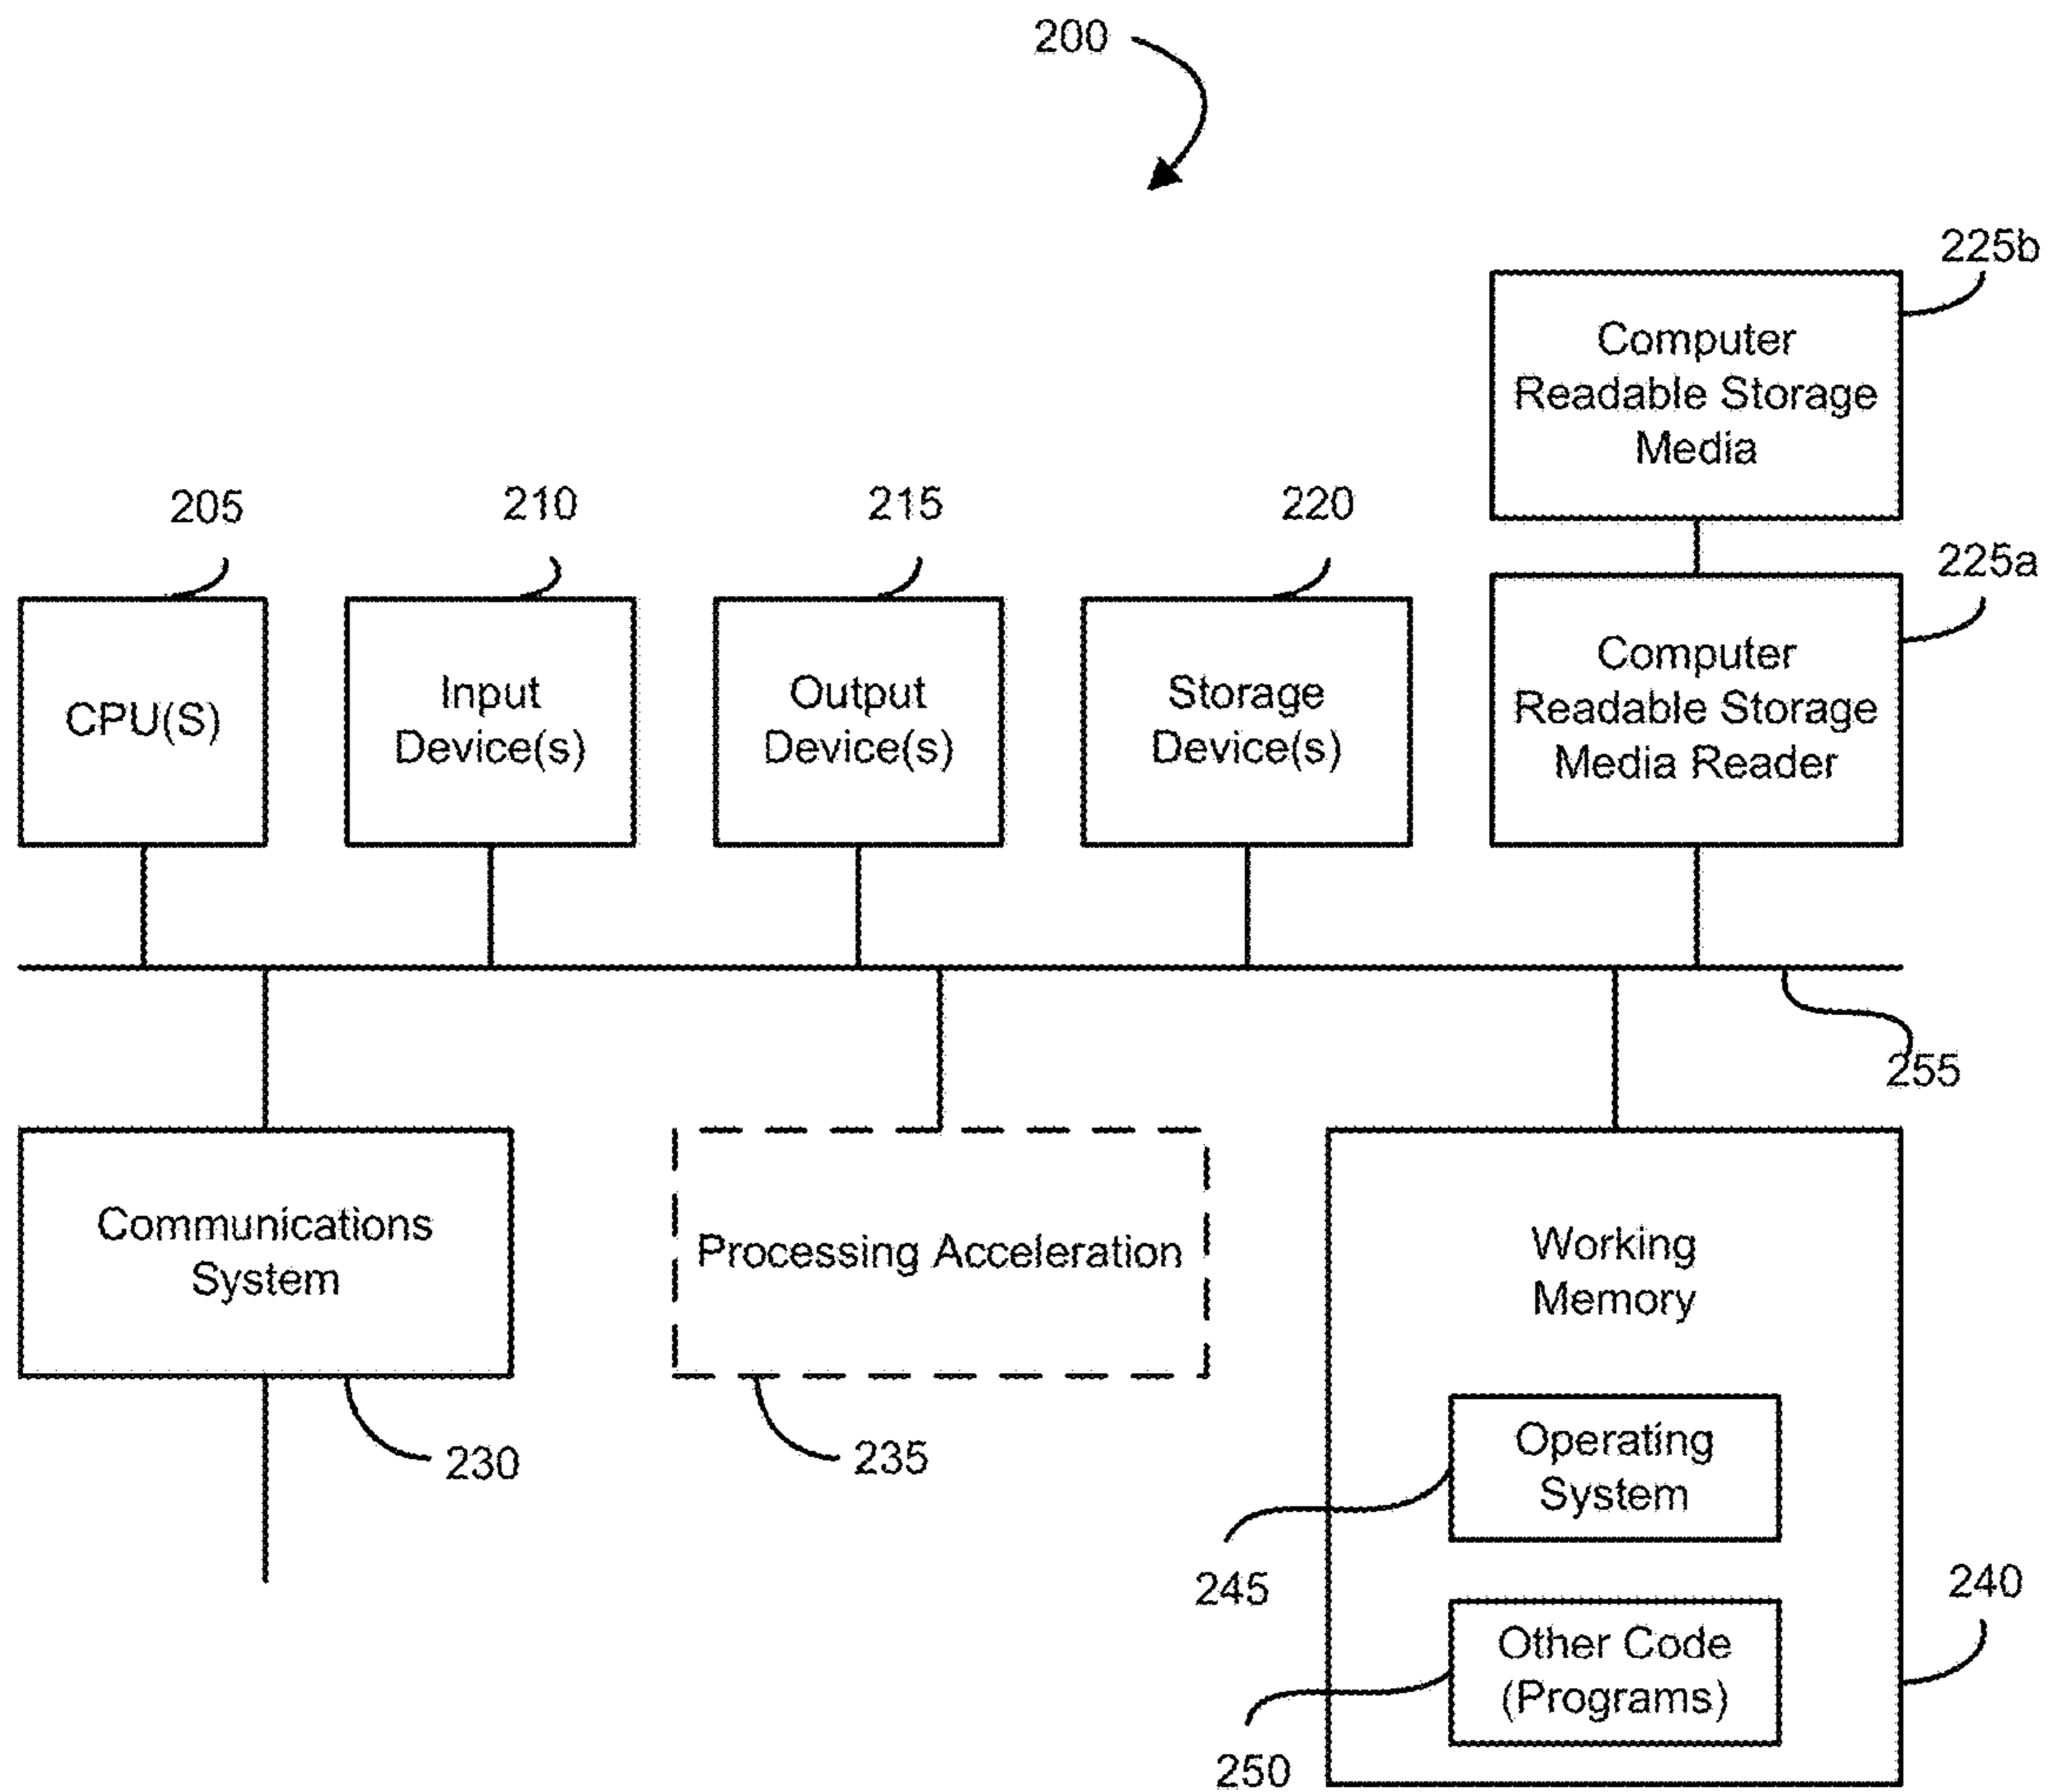 200
225b
Computer
Readable Storage
Media
205
210
215
220
225a
CPU(S)
Input
Device(s)
Output
Device(s)
Storage
Device(s)
Computer
Readable Storage
Media Reader
255
Communications
System
Processing Acceleration
Working
Memory
230
235
Operating
System
245
240
Other Code
(Programs)
250